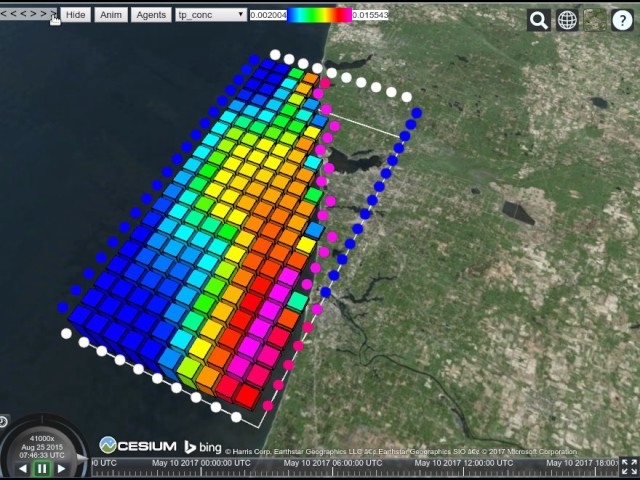 < < < > > > Hide Anim Agents tp_conc 0.002004 0.015543 ?
CESIUM bing © Harris Corp, Earthstar Geographics LLC â€¢ Earthstar Geographics SIO â€¢ © 2017 Microsoft Corporation
41000x
Aug 25 2015
07:46:33 UTC
00 UTC May 10 2017 00:00:00 UTC May 10 2017 06:00:00 UTC May 10 2017 12:00:00 UTC May 10 2017 18:00: